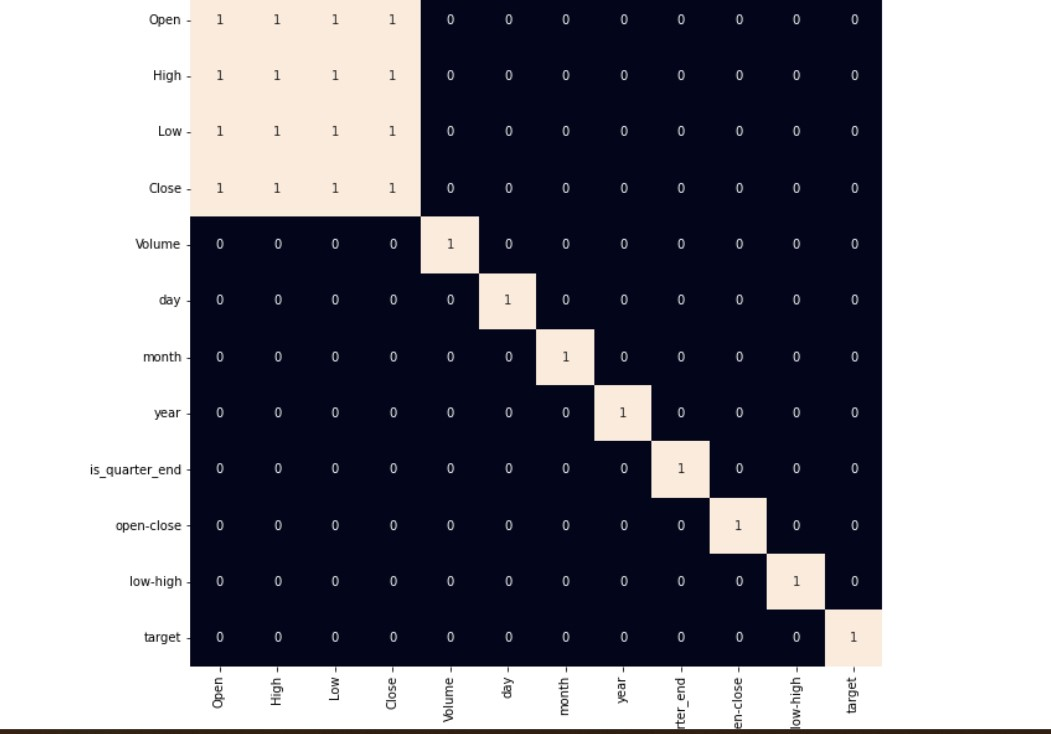 Open 1 1 1 1 0 0 0 0 0 0 0 0
High 1 1 1 1 0 0 0 0 0 0 0 0
Low 1 1 1 1 0 0 0 0 0 0 0 0
Close 1 1 1 1 0 0 0 0 0 0 0 0
Volume 0 0 0 0 1 0 0 0 0 0 0 0
day 0 0 0 0 0 1 0 0 0 0 0 0
month 0 0 0 0 0 0 1 0 0 0 0 0
year 0 0 0 0 0 0 0 1 0 0 0 0
is_quarter_end 0 0 0 0 0 0 0 0 1 0 0 0
open-close 0 0 0 0 0 0 0 0 0 1 0 0
low-high 0 0 0 0 0 0 0 0 0 0 1 0
target 0 0 0 0 0 0 0 0 0 0 0 1
Open High Low Close Volume day month year rter_end en-close low-high target